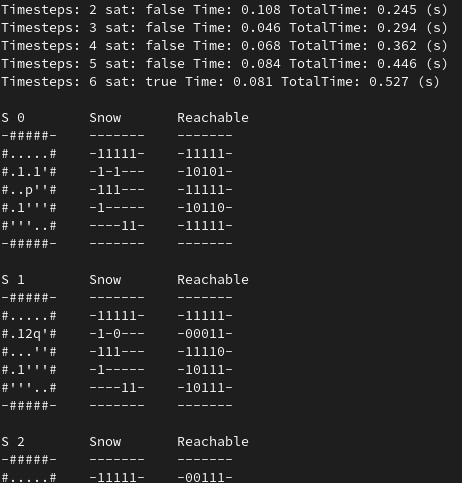 Timesteps: 2 sat: false Time: 0.108 TotalTime: 0.245 (s)
Timesteps: 3 sat: false Time: 0.046 TotalTime: 0.294 (s)
Timesteps: 4 sat: false Time: 0.068 TotalTime: 0.362 (s)
Timesteps: 5 sat: false Time: 0.084 TotalTime: 0.446 (s)
Timesteps: 6 sat: true Time: 0.081 TotalTime: 0.527 (s)

S 0        Snow       Reachable
-#####-    -------    -------
#.....#    -11111-    -11111-
#.1.1'#    -1-1---    -10101-
#..p''#    -111---    -11111-
#.1'''#    -1-----    -10110-
#'''..#    ----11-    -11111-
-#####-    -------    -------

S 1        Snow       Reachable
-#####-    -------    -------
#.....#    -11111-    -11111-
#.12q'#    -1-0---    -00011-
#...''#    -111---    -11110-
#.1'''#    -1-----    -10111-
#'''..#    ----11-    -10111-
-#####-    -------    -------

S 2        Snow       Reachable
-#####-    -------    -------
#.....#    -11111-    -00111-